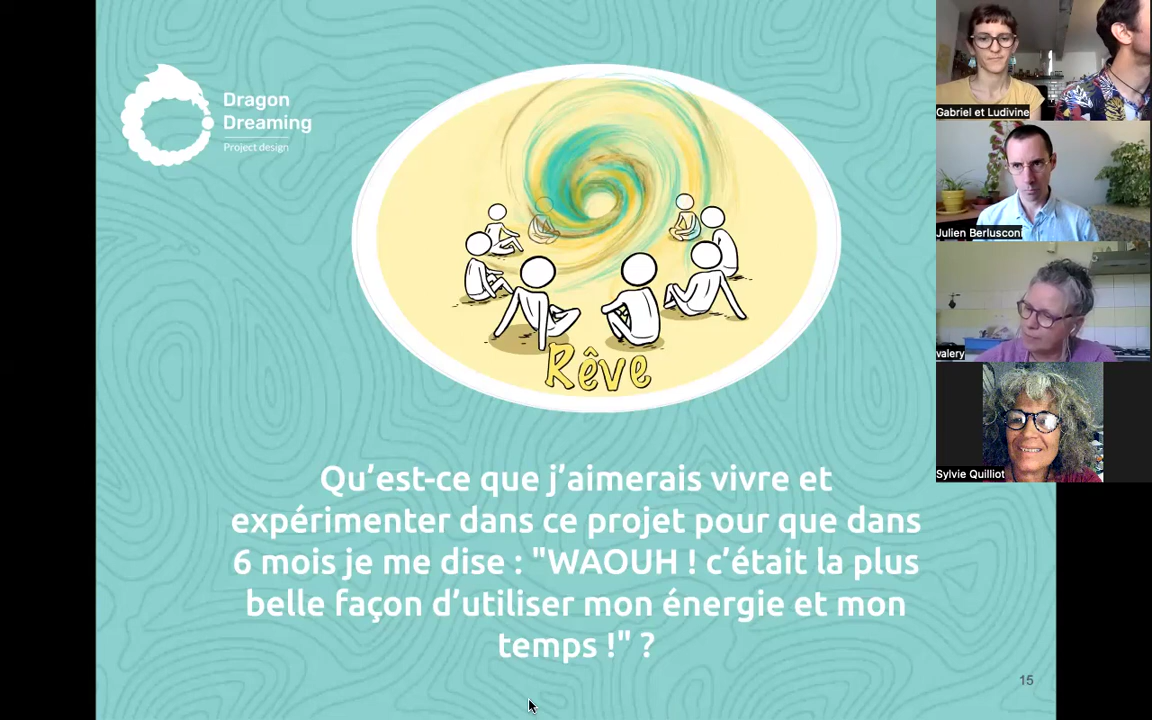 Dragon
Dreaming
Project design
Rêve
Qu’est-ce que j’aimerais vivre et
expérimenter dans ce projet pour que dans
6 mois je me dise : "WAOUH ! c’était la plus
belle façon d’utiliser mon énergie et mon
temps !" ?
15
Gabriel et Ludivine
Julien Berlusconi
valery
Sylvie Quilliot